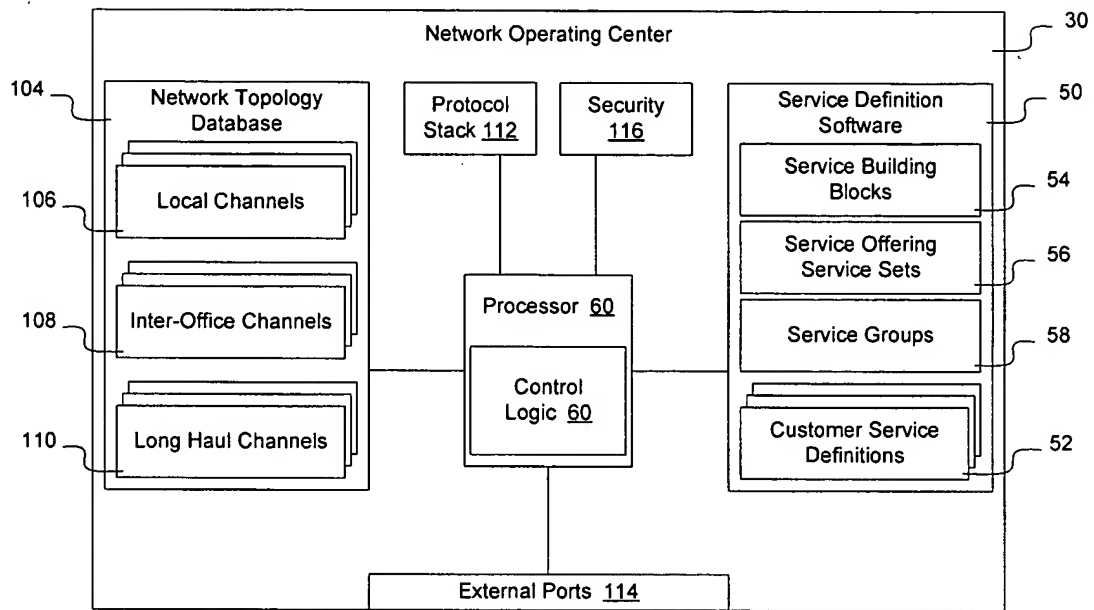 Network Operating Center
30
104
Network Topology
Database
Local Channels
106
Inter-Office Channels
108
Long Haul Channels
110
Protocol
Stack 112
Security
116
Processor 60
Control
Logic 60
External Ports 114
Service Definition
Software
50
Service Building
Blocks
54
Service Offering
Service Sets
56
Service Groups
58
Customer Service
Definitions
52